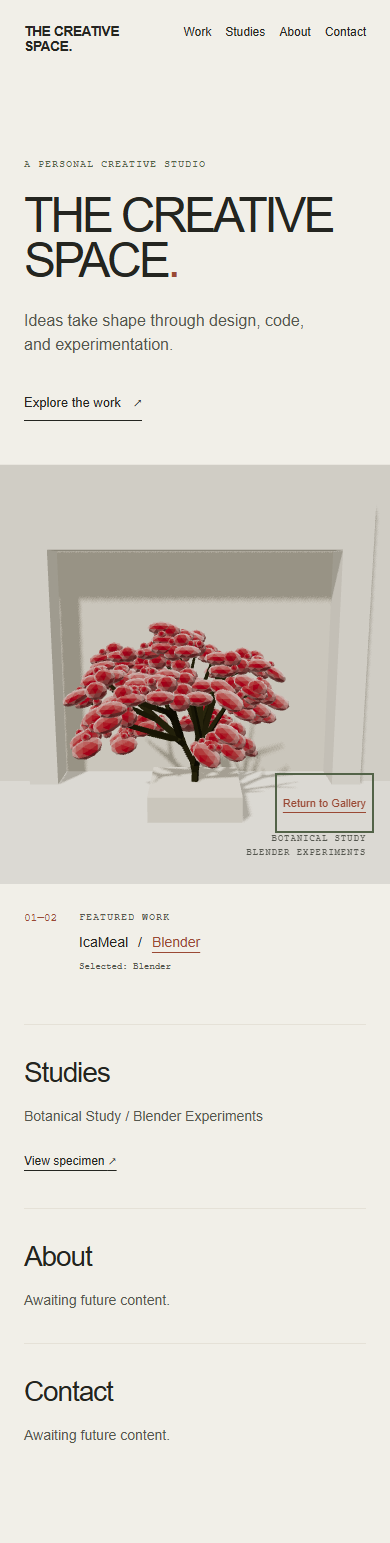 THE CREATIVE
SPACE.
Work Studies About Contact
A PERSONAL CREATIVE STUDIO
THE CREATIVE
SPACE.
Ideas take shape through design, code,
and experimentation.
Explore the work ↗
Return to Gallery
BOTANICAL STUDY
BLENDER EXPERIMENTS
01—02 FEATURED WORK
IcaMeal / Blender
Selected: Blender
Studies
Botanical Study / Blender Experiments
View specimen ↗
About
Awaiting future content.
Contact
Awaiting future content.